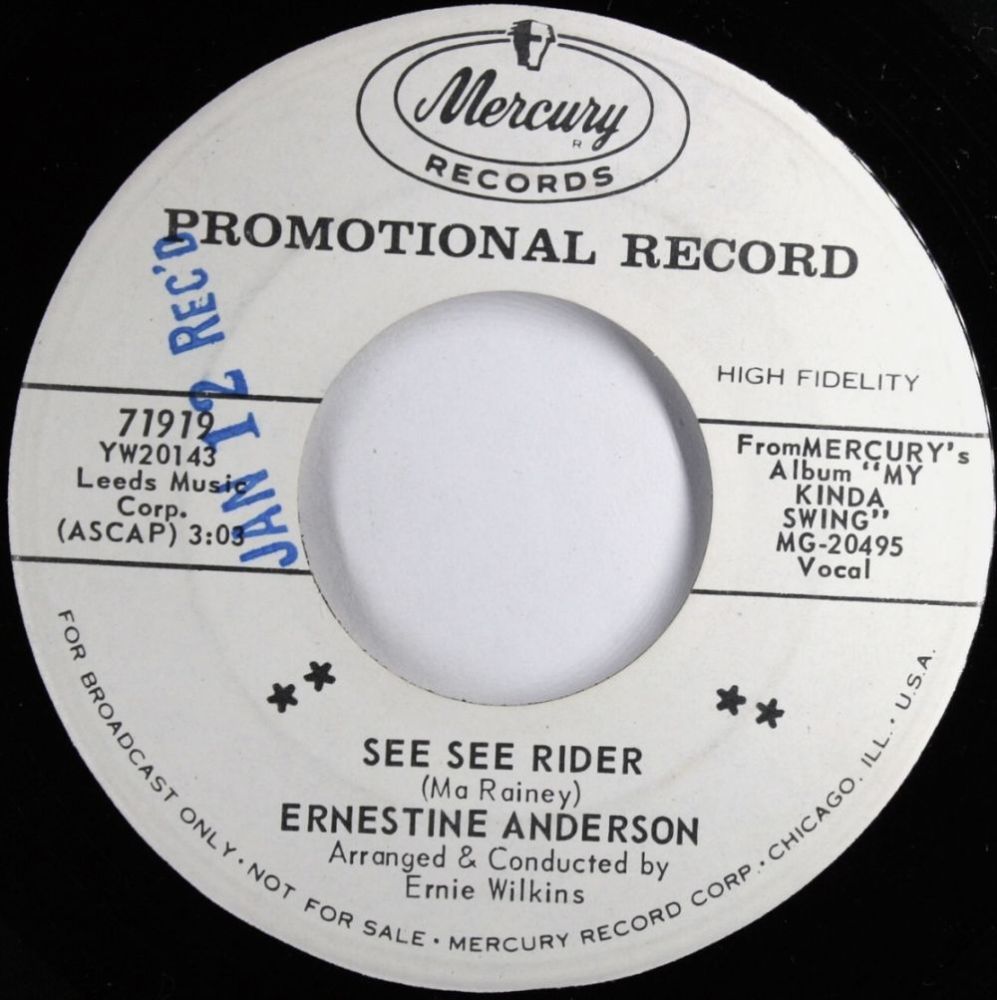 Mercury
R
RECORDS
PROMOTIONAL RECORD
JAN 12 REC'D
HIGH FIDELITY
71919
YW20143
Leeds Music
Corp.
(ASCAP) 3:03
FromMERCURY's
Album "MY
KINDA
SWING"
MG-20495
Vocal
** **
SEE SEE RIDER
(Ma Rainey)
ERNESTINE ANDERSON
Arranged & Conducted by
Ernie Wilkins
FOR BROADCAST ONLY • NOT FOR SALE • MERCURY RECORD CORP. • CHICAGO. ILL. • U.S.A.